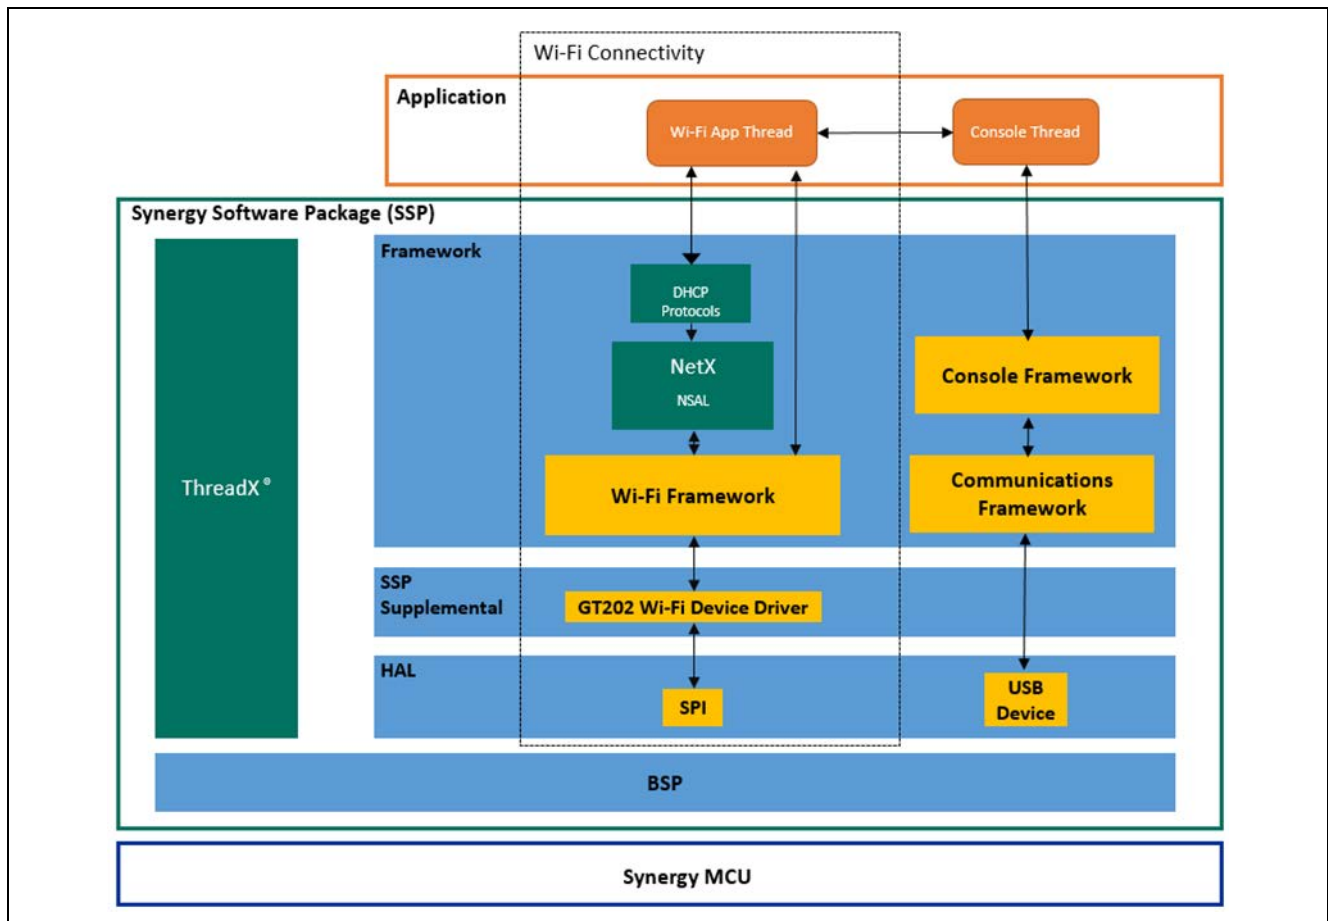 Wi-Fi Connectivity
Application
Wi-Fi App Thread
Console Thread
Synergy Software Package (SSP)
ThreadX®
Framework
DHCP
Protocols
NetX
NSAL
Console Framework
Wi-Fi Framework
Communications
Framework
SSP
Supplemental
GT202 Wi-Fi Device Driver
HAL
SPI
USB
Device
BSP
Synergy MCU